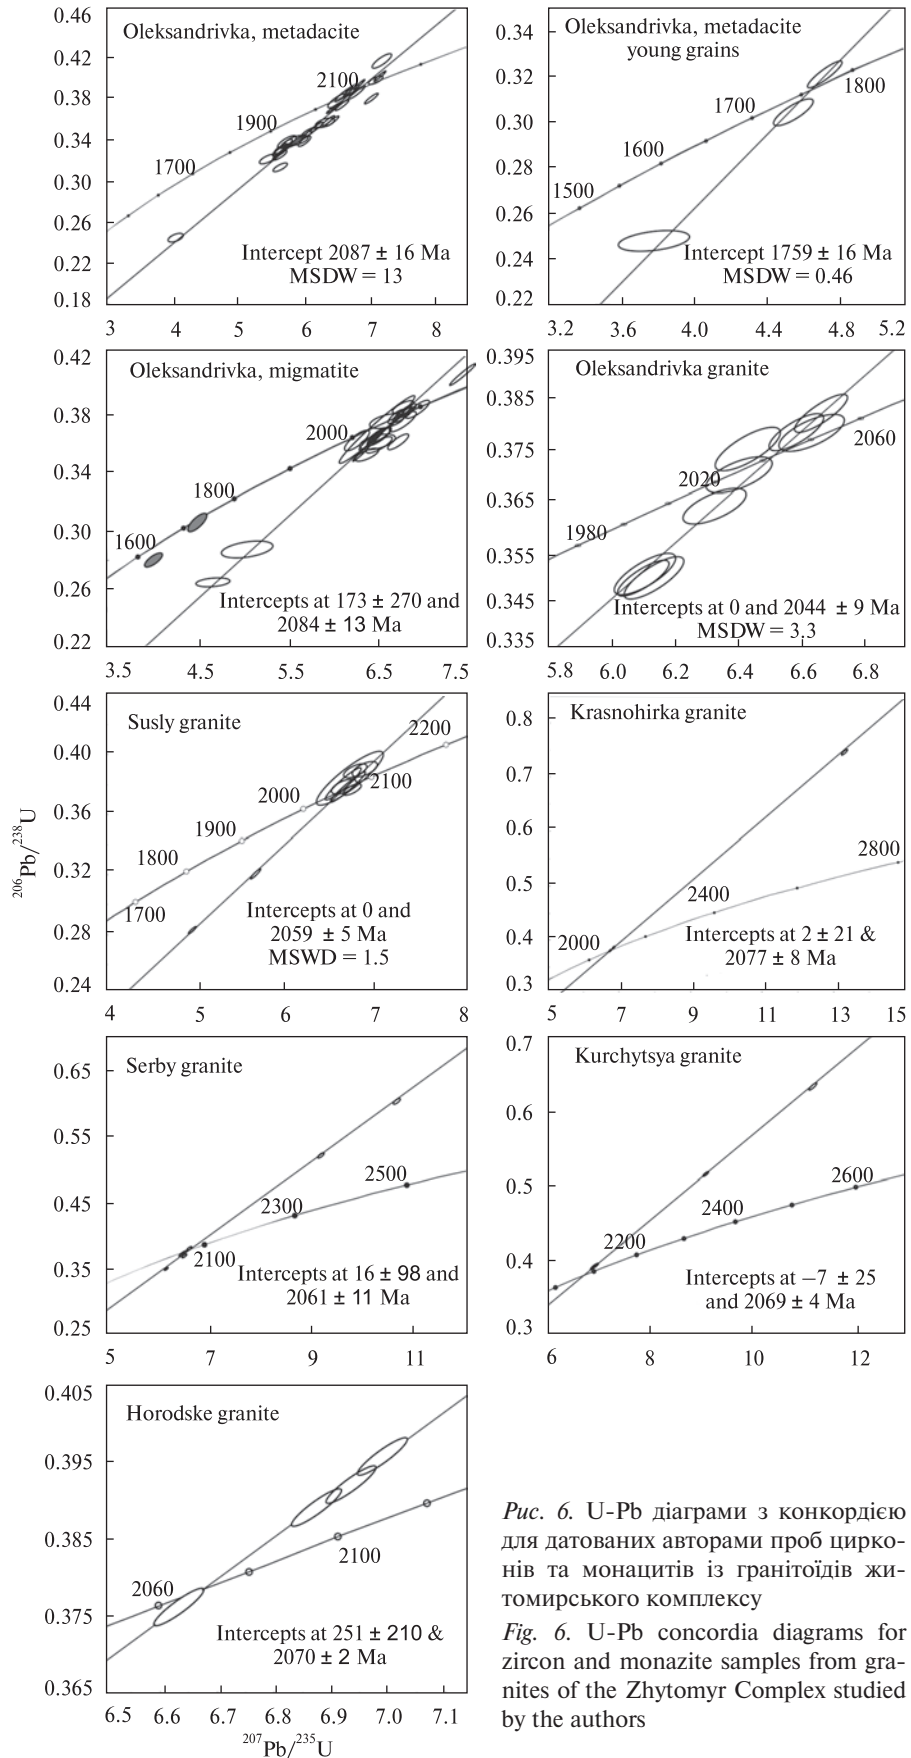 Oleksandrivka, metadacite
0.46
0.42
0.38
0.34
0.30
0.26
0.22
0.18
2100
1900
1700
Intercept 2087 ± 16 Ma
MSDW = 13
3 4 5 6 7 8
Oleksandrivka, metadacite
young grains
0.34
0.32
0.30
0.28
0.26
0.24
0.22
1800
1700
1600
1500
Intercept 1759 ± 16 Ma
MSDW = 0.46
3.2 3.6 4.0 4.4 4.8 5.2
Oleksandrivka, migmatite
0.42
0.38
0.34
0.30
0.26
0.22
2000
1800
1600
Intercepts at 173 ± 270 and
2084 ± 13 Ma
3.5 4.5 5.5 6.5 7.5
Oleksandrivka granite
0.395
0.385
0.375
0.365
0.355
0.345
0.335
2060
2020
1980
Intercepts at 0 and 2044 ± 9 Ma
MSDW = 3.3
5.8 6.0 6.2 6.4 6.6 6.8
Susly granite
0.44
0.40
0.36
0.32
0.28
0.24
2200
2100
2000
1900
1800
1700
Intercepts at 0 and
2059 ± 5 Ma
MSWD = 1.5
4 5 6 7 8
206Pb/238U
Krasnohirka granite
0.8
0.7
0.6
0.5
0.4
0.3
2800
2400
2000
Intercepts at 2 ± 21 &
2077 ± 8 Ma
5 7 9 11 13 15
Serby granite
0.65
0.55
0.45
0.35
0.25
2500
2300
2100
Intercepts at 16 ± 98 and
2061 ± 11 Ma
5 7 9 11
Kurchytsya granite
0.7
0.6
0.5
0.4
0.3
2600
2400
2200
Intercepts at –7 ± 25
and 2069 ± 4 Ma
6 8 10 12
Horodske granite
0.405
0.395
0.385
0.375
0.365
2060
2100
Intercepts at 251 ± 210 &
2070 ± 2 Ma
6.5 6.6 6.7 6.8 6.9 7.0 7.1
207Pb/235U
Рис. 6. U-Pb діаграми з конкордією
для датованих авторами проб цирко-
нів та монацитів із гранітоїдів жи-
томирського комплексу
Fig. 6. U-Pb concordia diagrams for
zircon and monazite samples from gra-
nites of the Zhytomyr Complex studied
by the authors